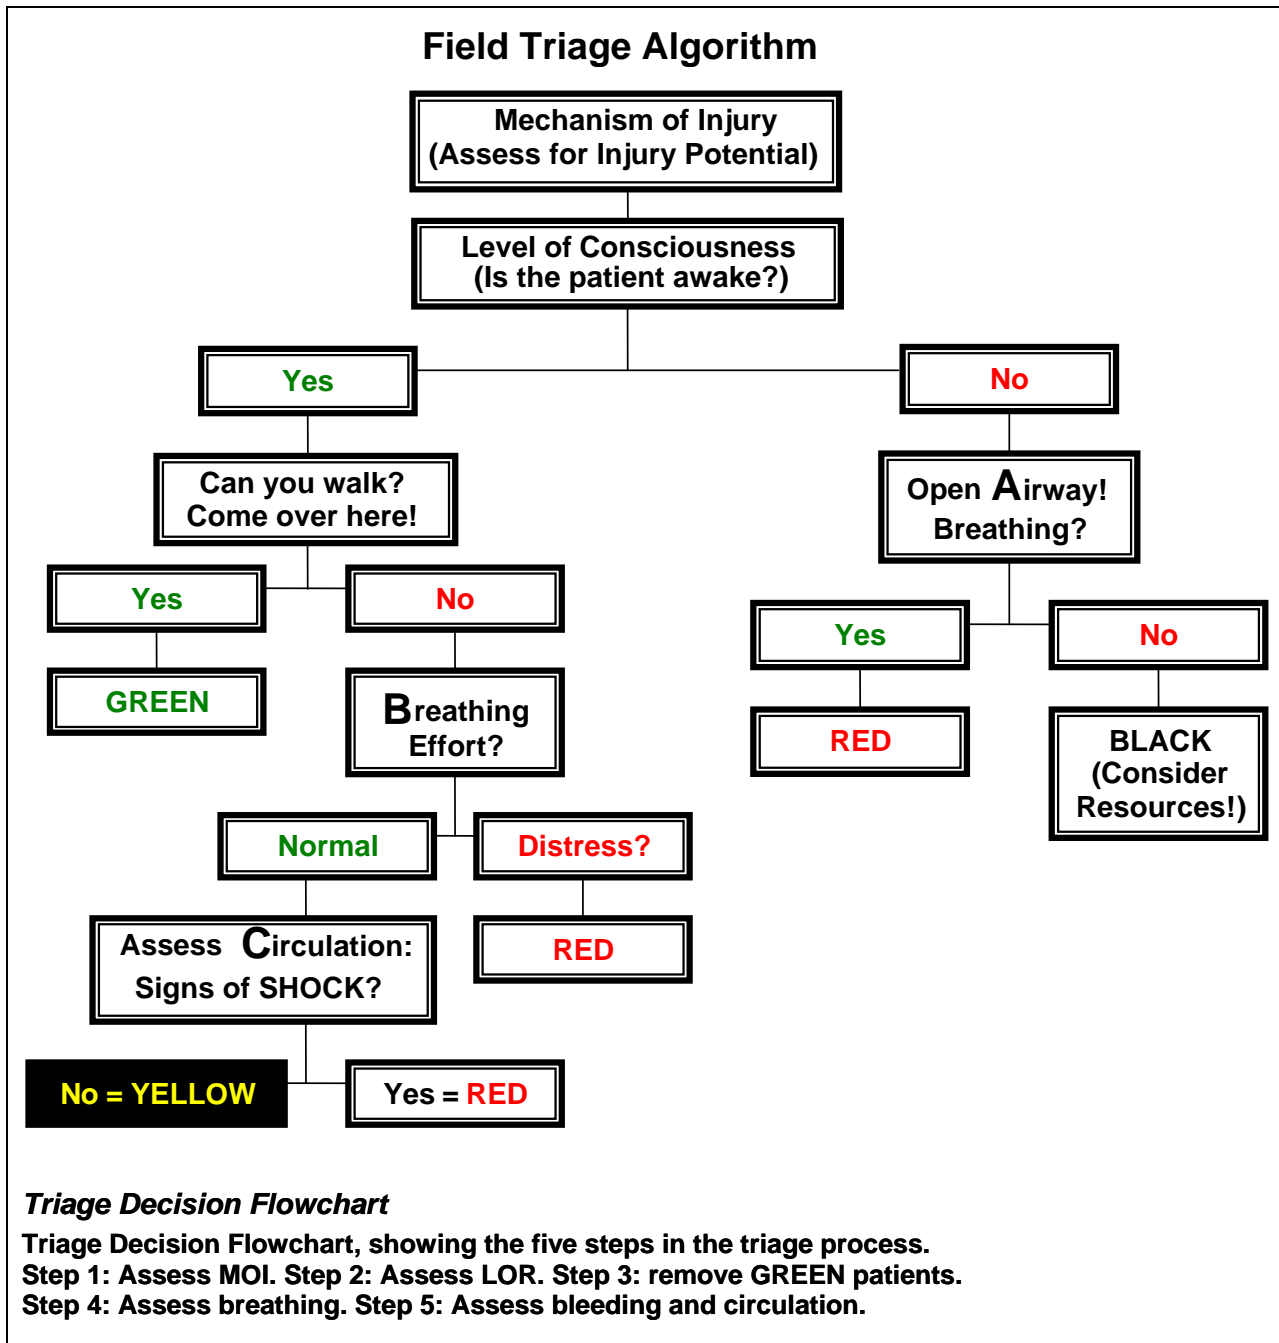 Field Triage Algorithm
Mechanism of Injury
(Assess for Injury Potential)
Level of Consciousness
(Is the patient awake?)
Yes
No
Can you walk?
Come over here!
Open Airway!
Breathing?
Yes
No
Yes
No
GREEN
Breathing
Effort?
RED
BLACK
(Consider
Resources!)
Normal
Distress?
Assess Circulation:
Signs of SHOCK?
RED
No = YELLOW
Yes = RED
Triage Decision Flowchart
Triage Decision Flowchart, showing the five steps in the triage process.
Step 1: Assess MOI. Step 2: Assess LOR. Step 3: remove GREEN patients.
Step 4: Assess breathing. Step 5: Assess bleeding and circulation.